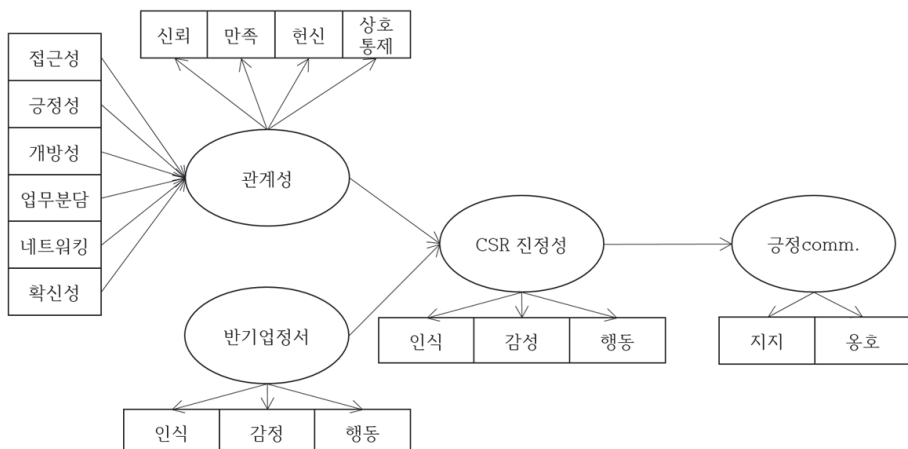 신뢰
만족
헌신
상호
통제
접근성
긍정성
개방성
업무분담
네트워킹
확신성
관계성
CSR 진정성
긍정comm.
반기업정서
인식
감성
행동
지지
옹호
인식
감정
행동